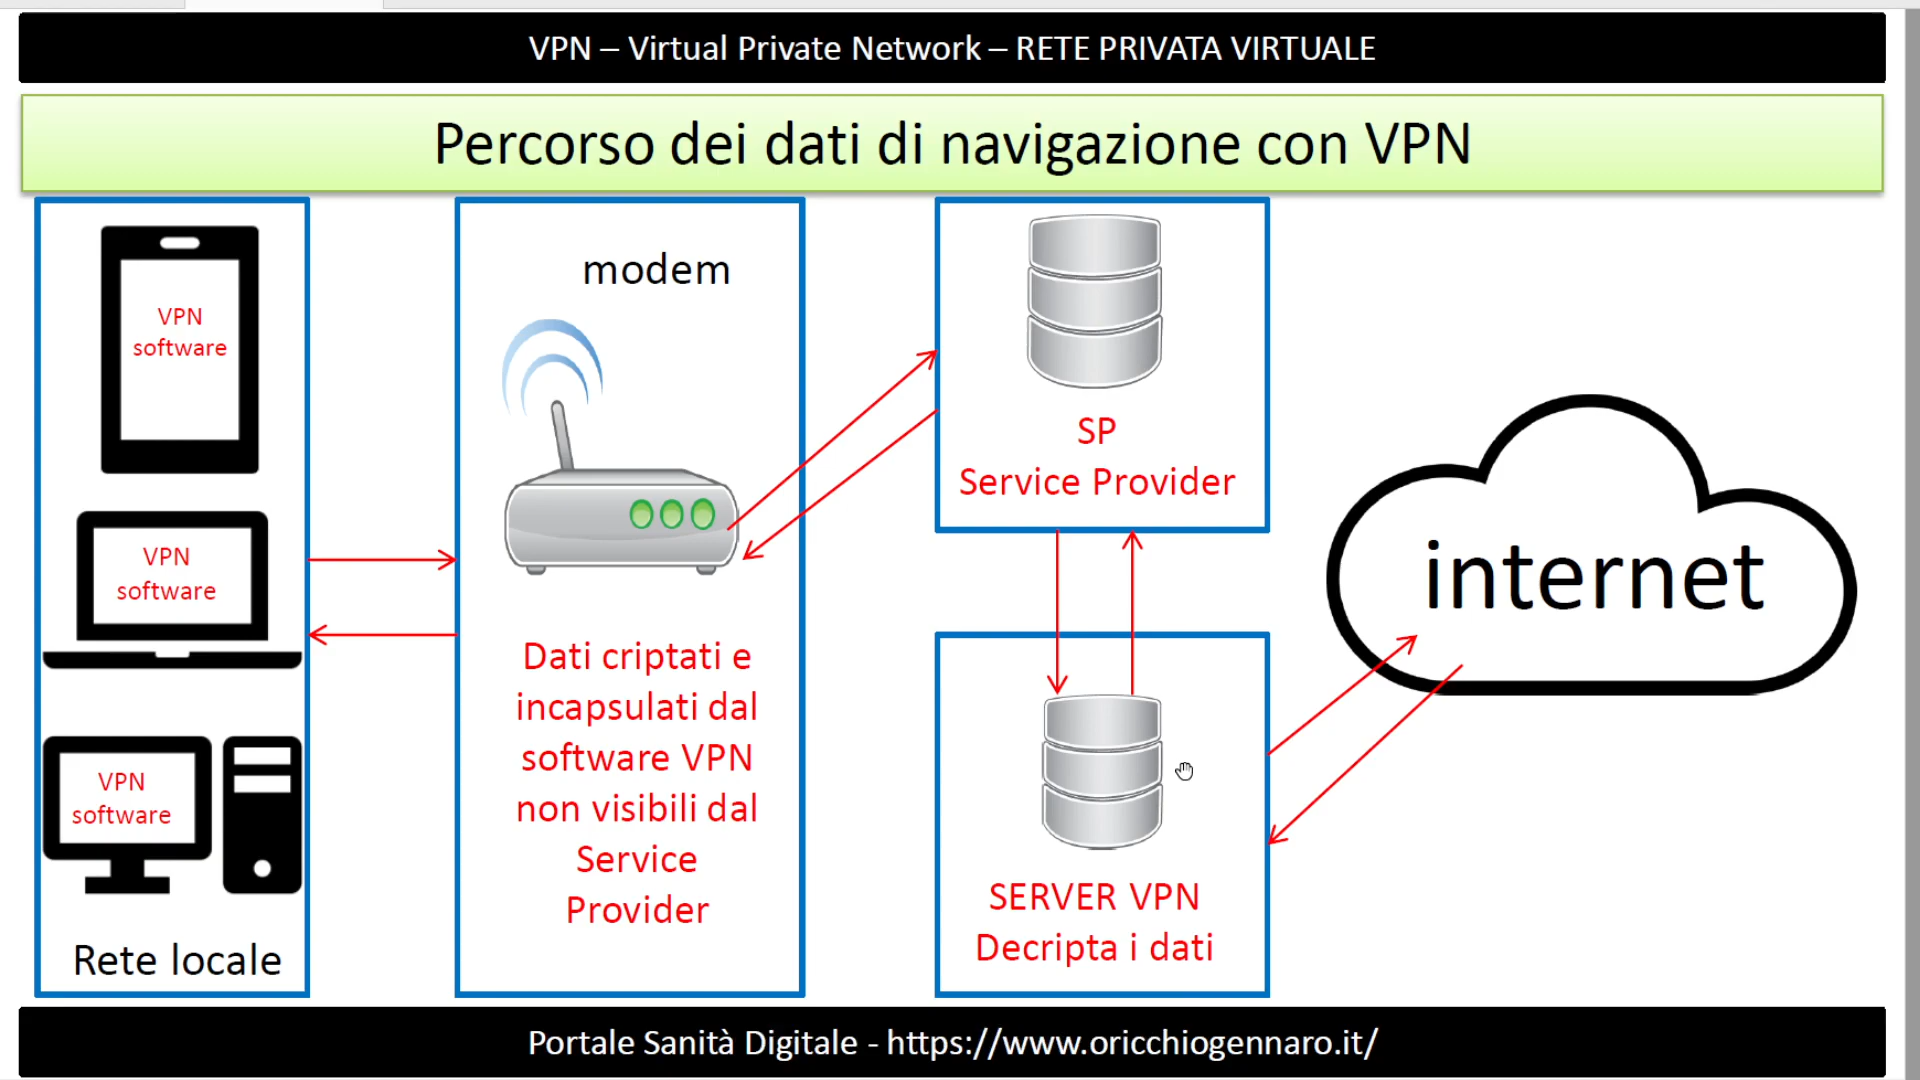 VPN – Virtual Private Network – RETE PRIVATA VIRTUALE
Percorso dei dati di navigazione con VPN
VPN
software
VPN
software
VPN
software
Rete locale
modem
Dati criptati e
incapsulati dal
software VPN
non visibili dal
Service
Provider
SP
Service Provider
SERVER VPN
Decripta i dati
internet
Portale Sanità Digitale - https://www.oricchiogennaro.it/